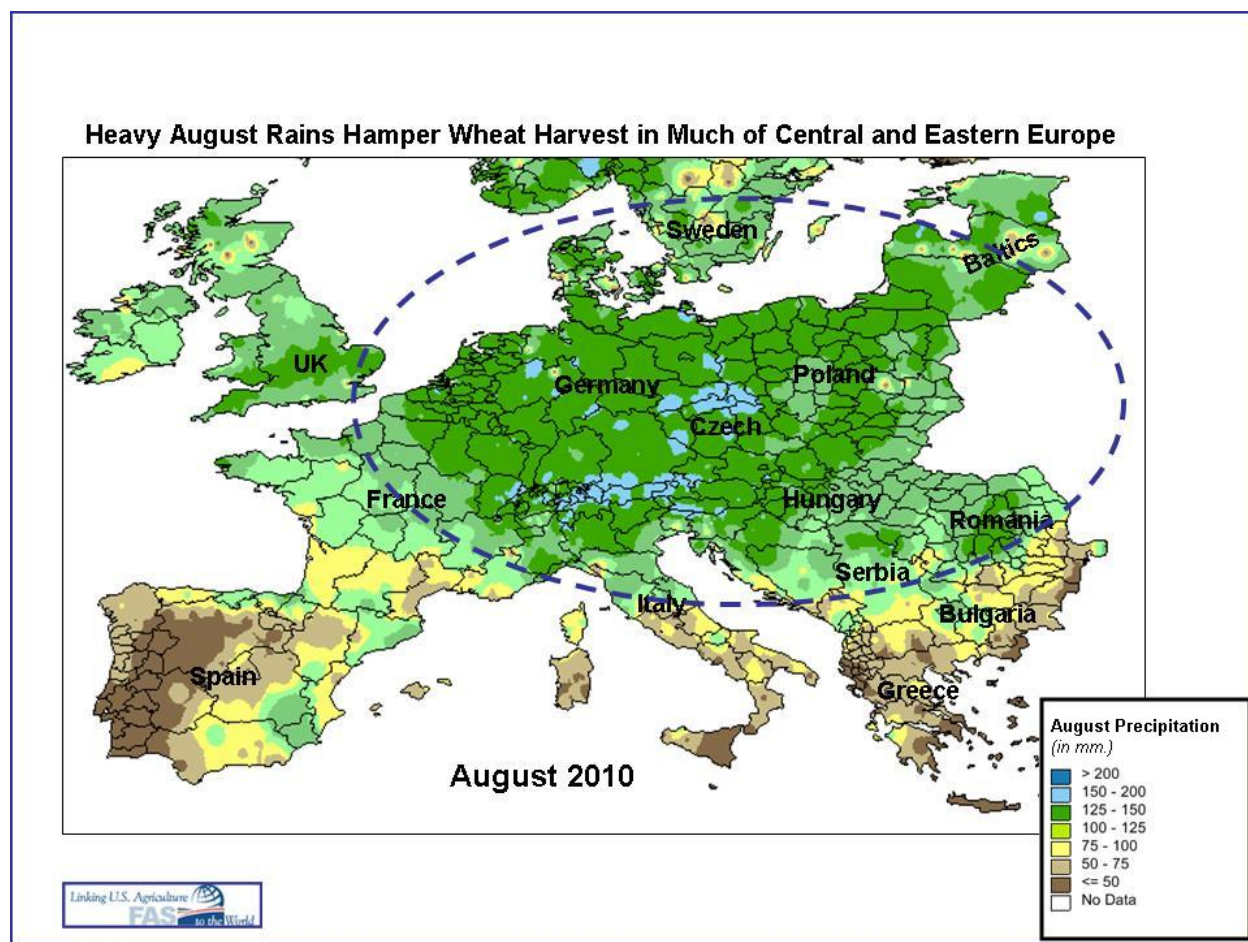 Heavy August Rains Hamper Wheat Harvest in Much of Central and Eastern Europe
Sweden
Baltics
UK
Germany
Poland
Czech
France
Hungary
Romania
Serbia
Italy
Bulgaria
Spain
Greece
August 2010
August Precipitation
(in mm.)
> 200
150 - 200
125 - 150
100 - 125
75 - 100
50 - 75
<= 50
No Data
Linking U.S. Agriculture
FAS
to the World